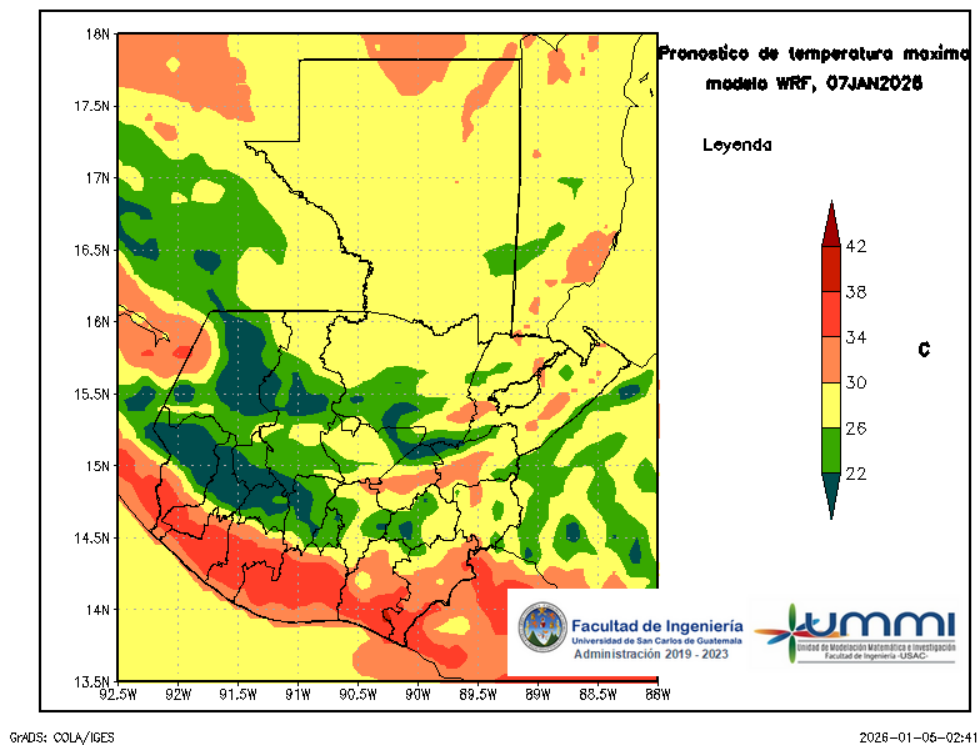 Pronostico de temperatura maxima
modelo WRF, 07JAN2026
Leyenda
42
38
34
30
26
22
C
18N
17.5N
17N
16.5N
16N
15.5N
15N
14.5N
14N
13.5N
92.5W 92W 91.5W 91W 90.5W 90W 89.5W 89W 88.5W 88W
Facultad de Ingeniería
Universidad de San Carlos de Guatemala
Administración 2019 - 2023
ummi
Unidad de Modelación Matemática e Investigación
Facultad de Ingeniería -USAC-
GrADS: COLA/IGES
2026-01-05-02:41